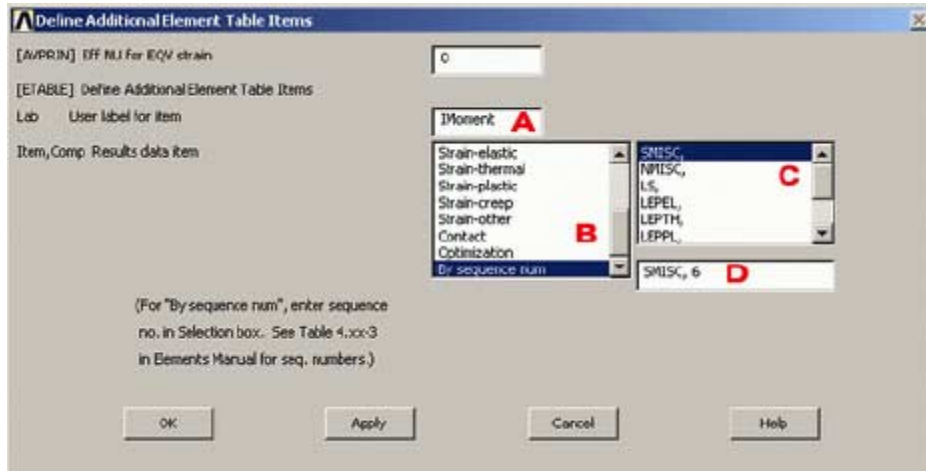 Define Additional Element Table Items
[AVPRIN] Eff NU for EQV strain
0
[ETABLE] Define Additional Element Table Items
Lab User label for item
IMoment A
Item,Comp Results data item
Strain-elastic
Strain-thermal
Strain-plastic
Strain-creep
Strain-other
Contact
Optimization
By sequence num
B
SMISC,
NMISC,
LS,
LEPEL,
LEPTH,
LEPPL,
C
SMISC, 6 D
(For "By sequence num", enter sequence
no. in Selection box. See Table 4.xx-3
in Elements Manual for seq. numbers.)
OK Apply Cancel Help